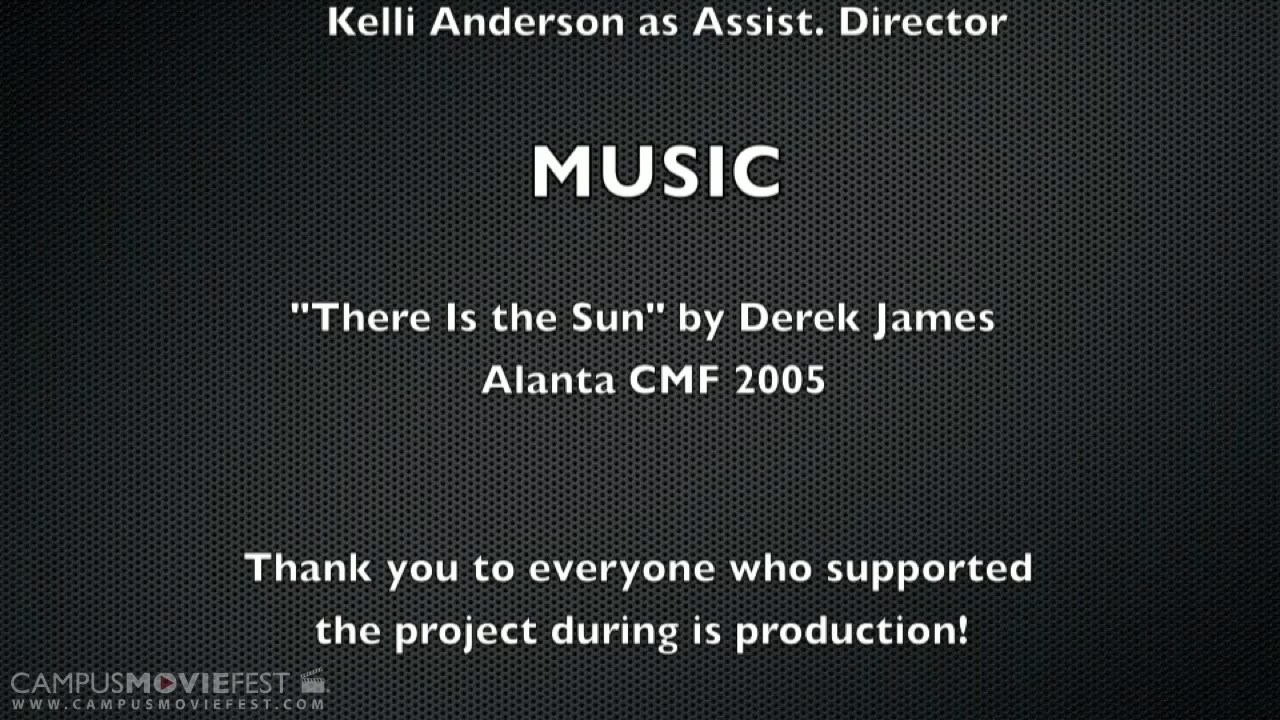 Kelli Anderson as Assist. Director
MUSIC
"There Is the Sun" by Derek James
Alanta CMF 2005
Thank you to everyone who supported
the project during is production!
CAMPUSMOVIEFEST
WWW.CAMPUSMOVIEFEST.COM